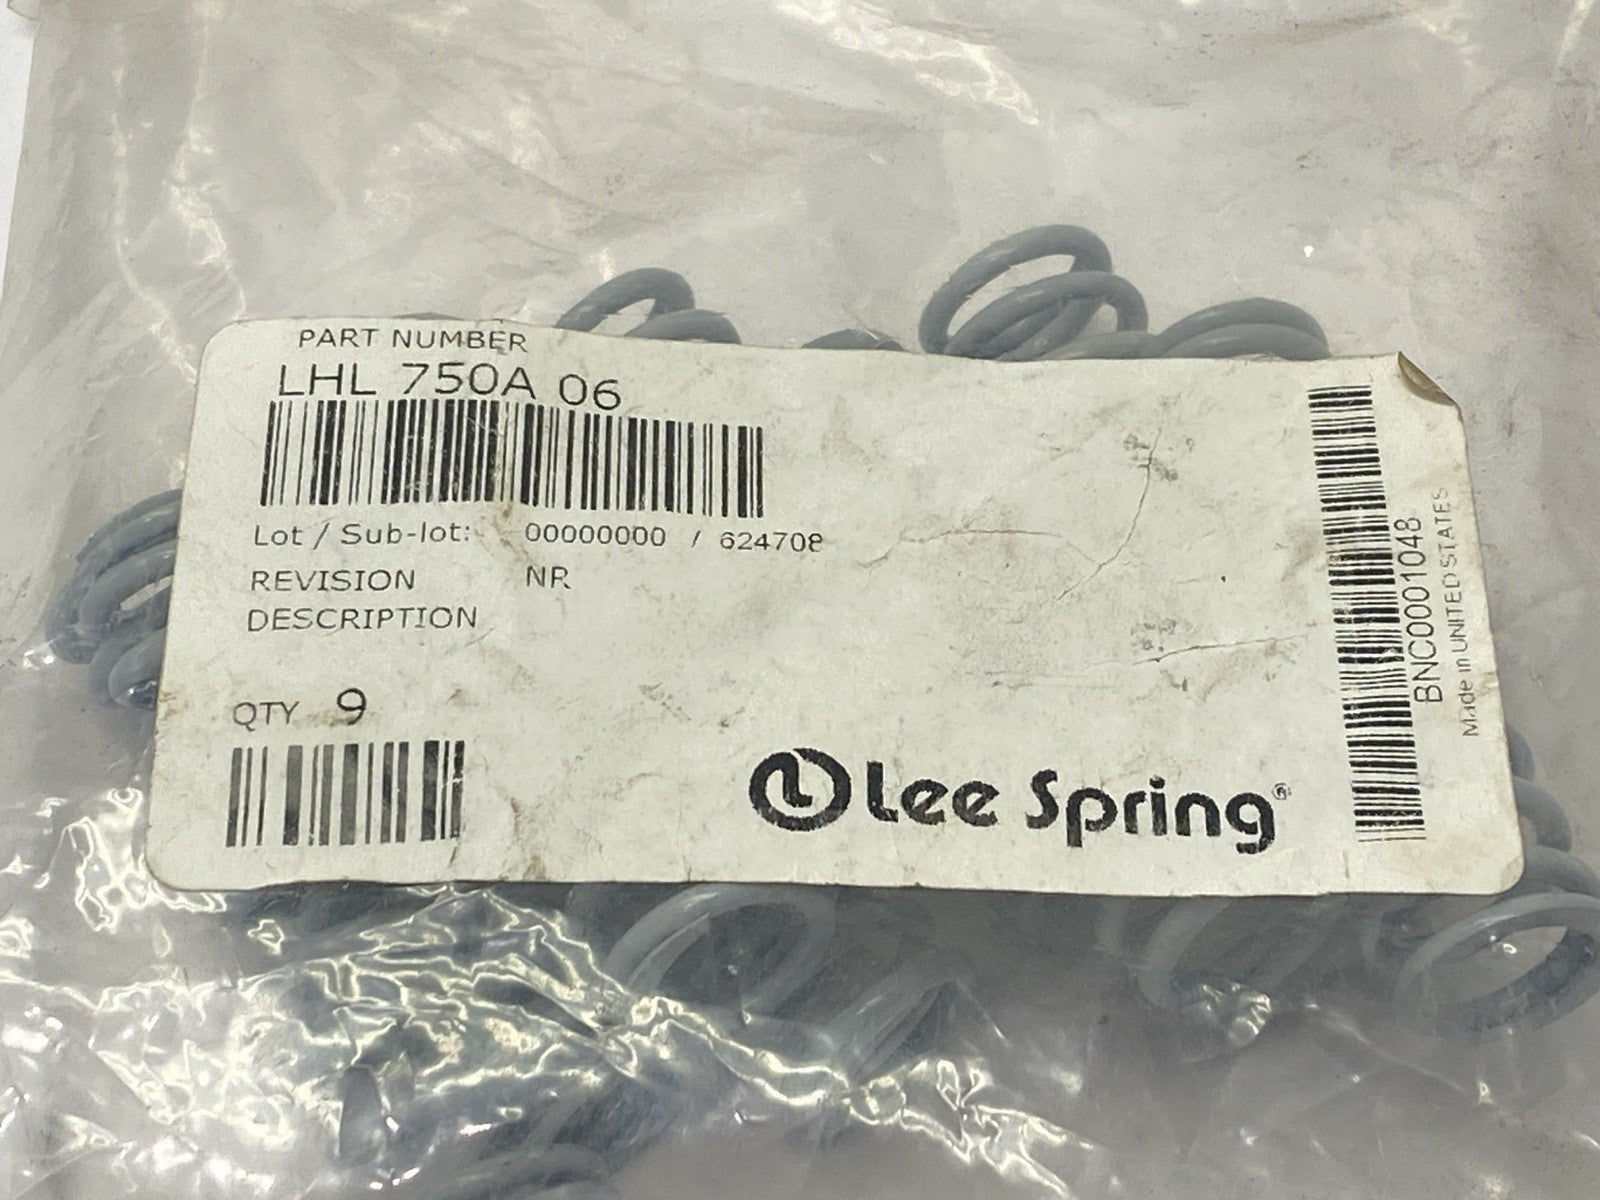 PART NUMBER
LHL 750A 06
Lot / Sub-lot: 00000000 / 624708
REVISION NR
DESCRIPTION
QTY 9
Lee Spring®
BNC0001048
Made in UNITED STATES